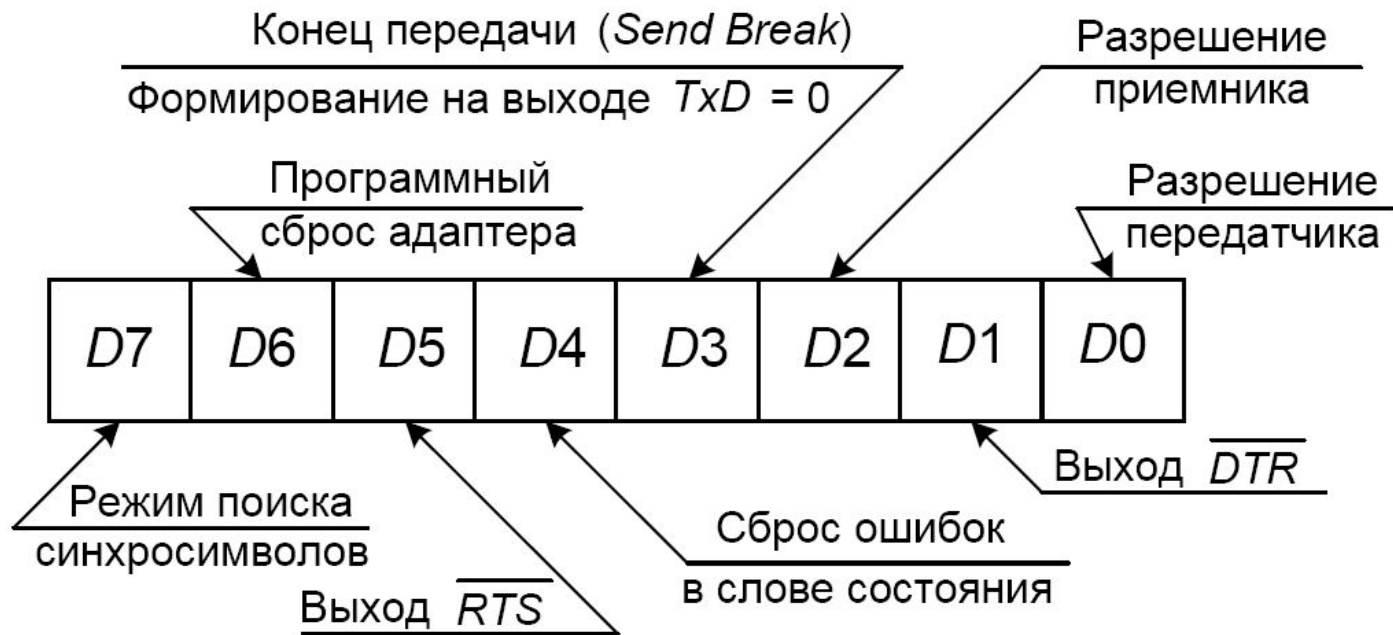 Конец передачи (Send Break)
Формирование на выходе TxD = 0
Разрешение
приемника
Программный
сброс адаптера
Разрешение
передатчика
D7 D6 D5 D4 D3 D2 D1 D0
Режим поиска
синхросимволов
Выход RTS
Сброс ошибок
в слове состояния
Выход DTR